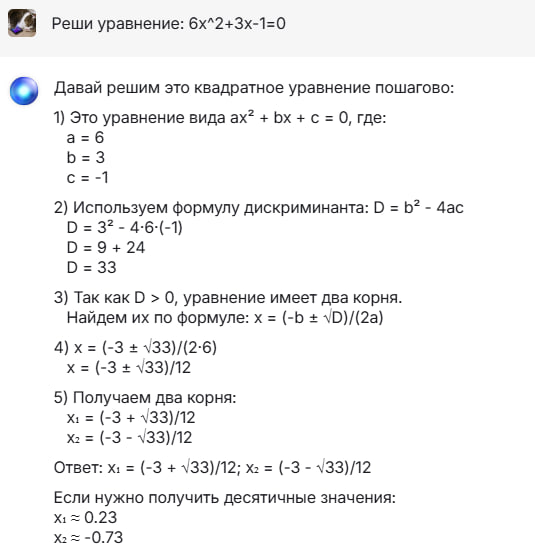 Реши уравнение: 6x^2+3x-1=0
Давай решим это квадратное уравнение пошагово:
1) Это уравнение вида ax² + bx + c = 0, где:
a = 6
b = 3
c = -1
2) Используем формулу дискриминанта: D = b² - 4ac
D = 3² - 4·6·(-1)
D = 9 + 24
D = 33
3) Так как D > 0, уравнение имеет два корня.
Найдем их по формуле: x = (-b ± √D)/(2a)
4) x = (-3 ± √33)/(2·6)
x = (-3 ± √33)/12
5) Получаем два корня:
x₁ = (-3 + √33)/12
x₂ = (-3 - √33)/12
Ответ: x₁ = (-3 + √33)/12; x₂ = (-3 - √33)/12
Если нужно получить десятичные значения:
x₁ ≈ 0.23
x₂ ≈ -0.73